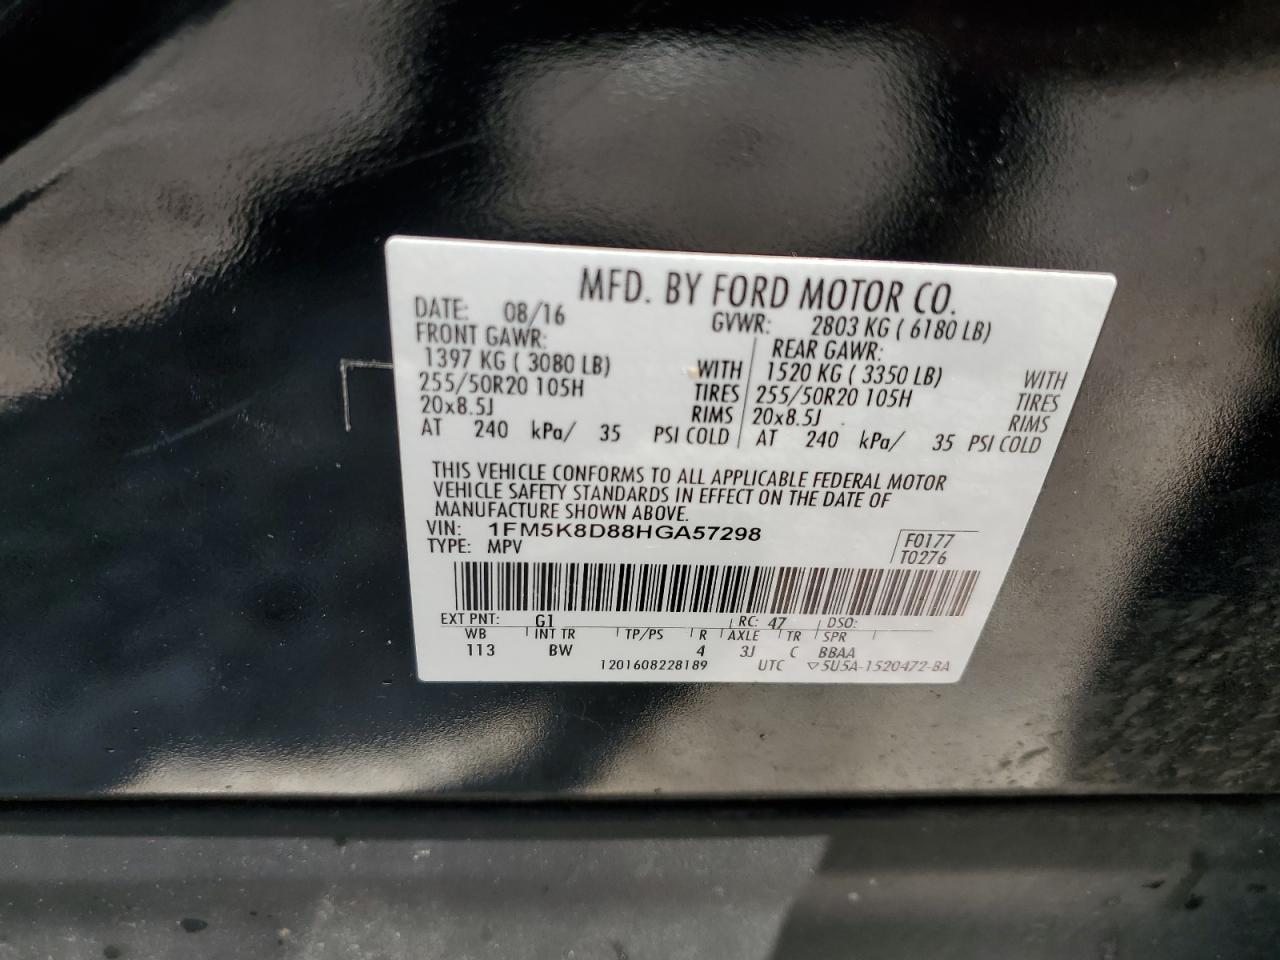 MFD. BY FORD MOTOR CO.
DATE: 08/16 GVWR: 2803 KG ( 6180 LB)
FRONT GAWR: REAR GAWR:
1397 KG ( 3080 LB) WITH 1520 KG ( 3350 LB) WITH
255/50R20 105H TIRES 255/50R20 105H TIRES
20x8.5J RIMS 20x8.5J RIMS
AT 240 kPa/ 35 PSI COLD AT 240 kPa/ 35 PSI COLD
THIS VEHICLE CONFORMS TO ALL APPLICABLE FEDERAL MOTOR
VEHICLE SAFETY STANDARDS IN EFFECT ON THE DATE OF
MANUFACTURE SHOWN ABOVE.
VIN: 1FM5K8D88HGA57298
TYPE: MPV
F0177
T0276
EXT PNT: G1 RC: 47 DSO:
WB INT TR TP/PS R AXLE TR SPR
113 BW 4 3J C BBAA
1201608228189 UTC ▽5U5A-1520472-BA